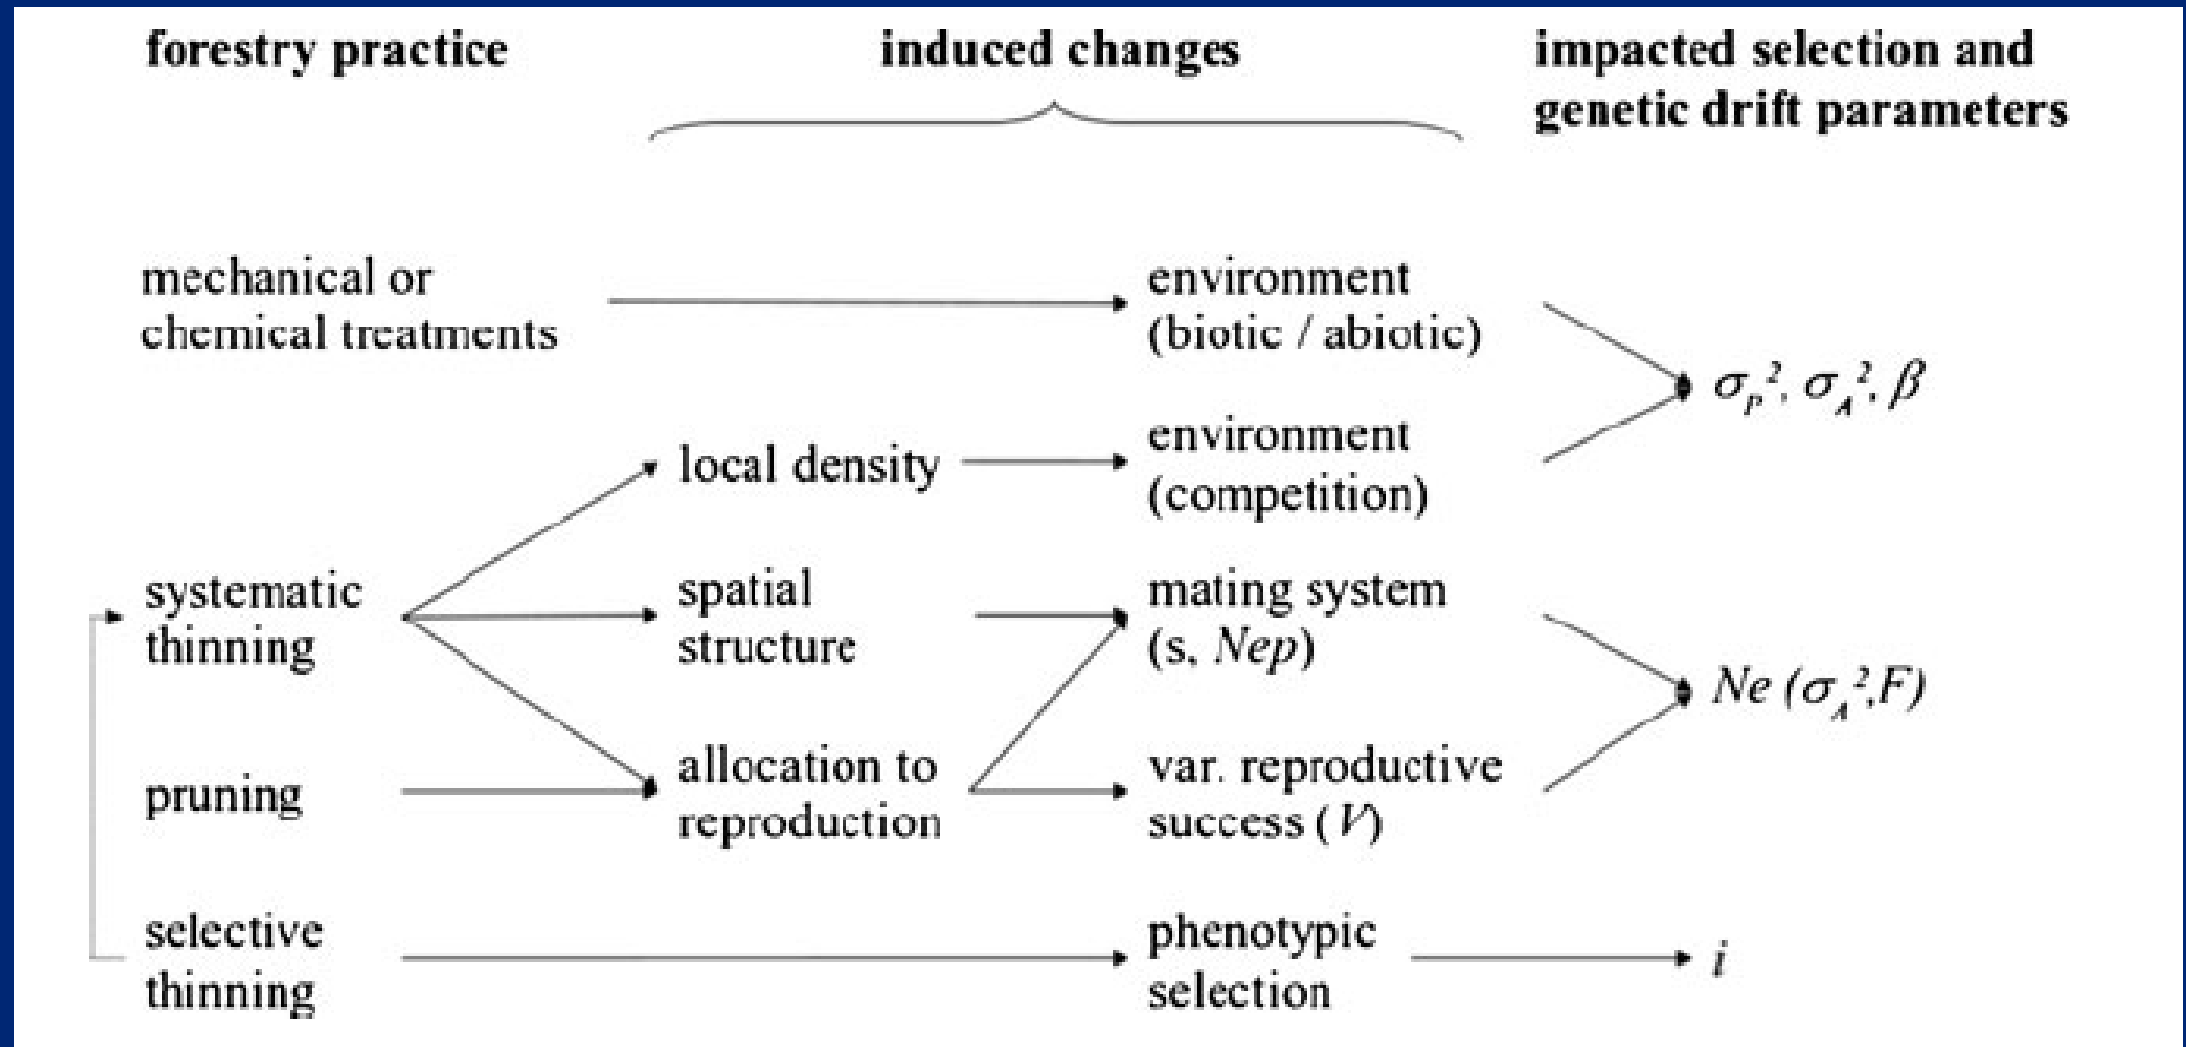 forestry practice
induced changes
impacted selection and
genetic drift parameters
mechanical or
chemical treatments
environment
(biotic / abiotic)
σₚ², σ_A², β
local density
environment
(competition)
systematic
thinning
spatial
structure
mating system
(s, Nep)
Ne (σ_A²,F)
pruning
allocation to
reproduction
var. reproductive
success (V)
selective
thinning
phenotypic
selection
i